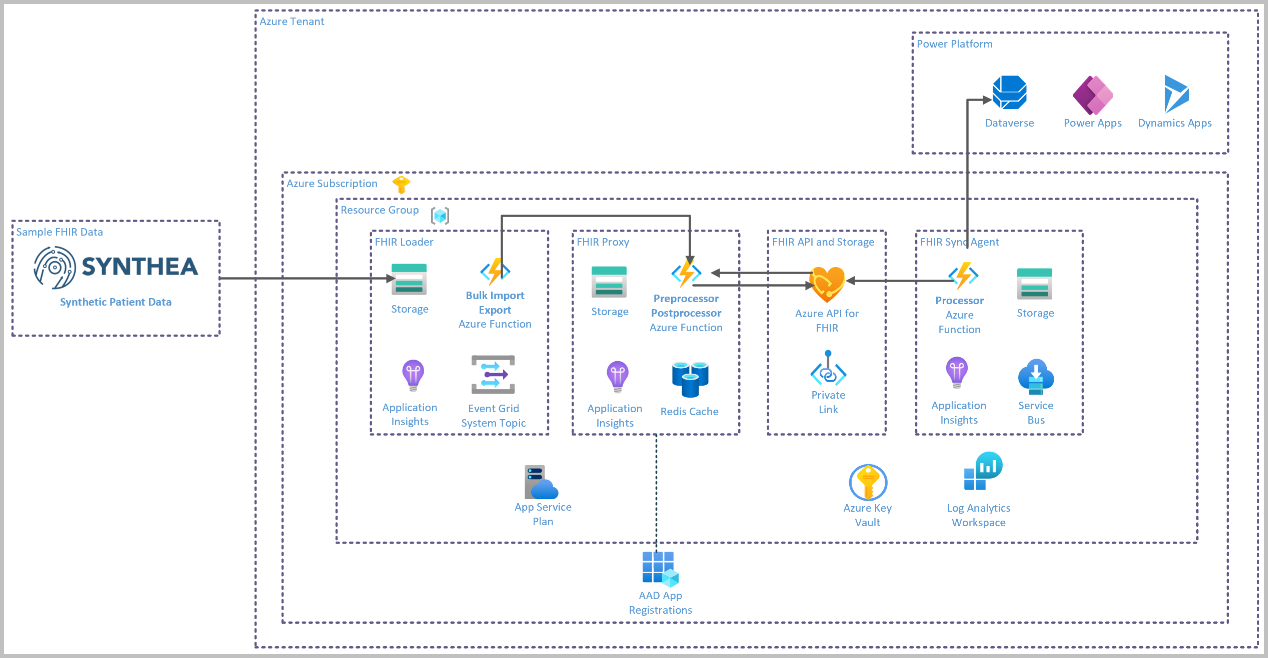 Azure Tenant
Power Platform
Dataverse
Power Apps
Dynamics Apps
Azure Subscription
Resource Group
Sample FHIR Data
SYNTHEA
Synthetic Patient Data
FHIR Loader
Storage
Bulk Import
Export
Azure Function
Application
Insights
Event Grid
System Topic
FHIR Proxy
Storage
Preprocessor
Postprocessor
Azure Function
Application
Insights
Redis Cache
FHIR API and Storage
Azure API for
FHIR
Private
Link
FHIR Sync Agent
Processor
Azure
Function
Storage
Application
Insights
Service
Bus
App Service
Plan
Azure Key
Vault
Log Analytics
Workspace
AAD App
Registrations